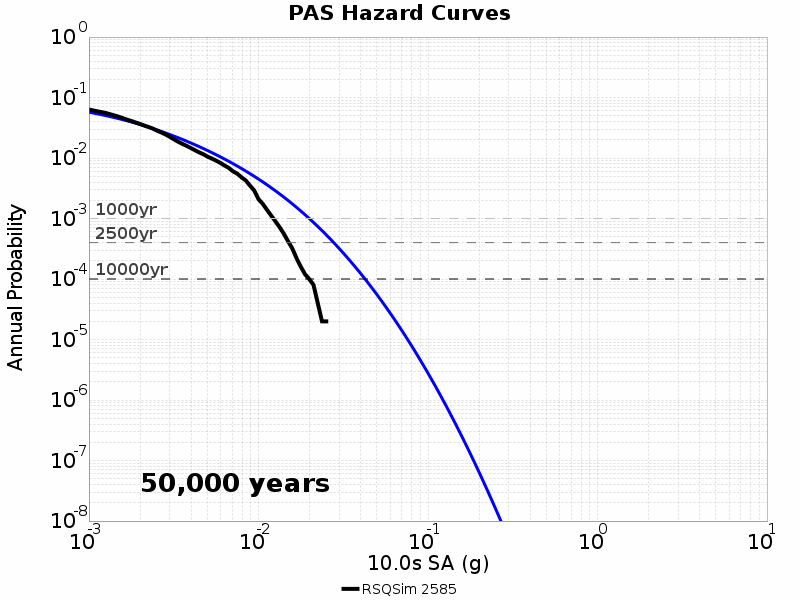 PAS Hazard Curves
10^0
10^-1
10^-2
10^-3
10^-4
10^-5
10^-6
10^-7
10^-8
Annual Probability
1000yr
2500yr
10000yr
50,000 years
10^-3 10^-2 10^-1 10^0 10^1
10.0s SA (g)
RSQSim 2585